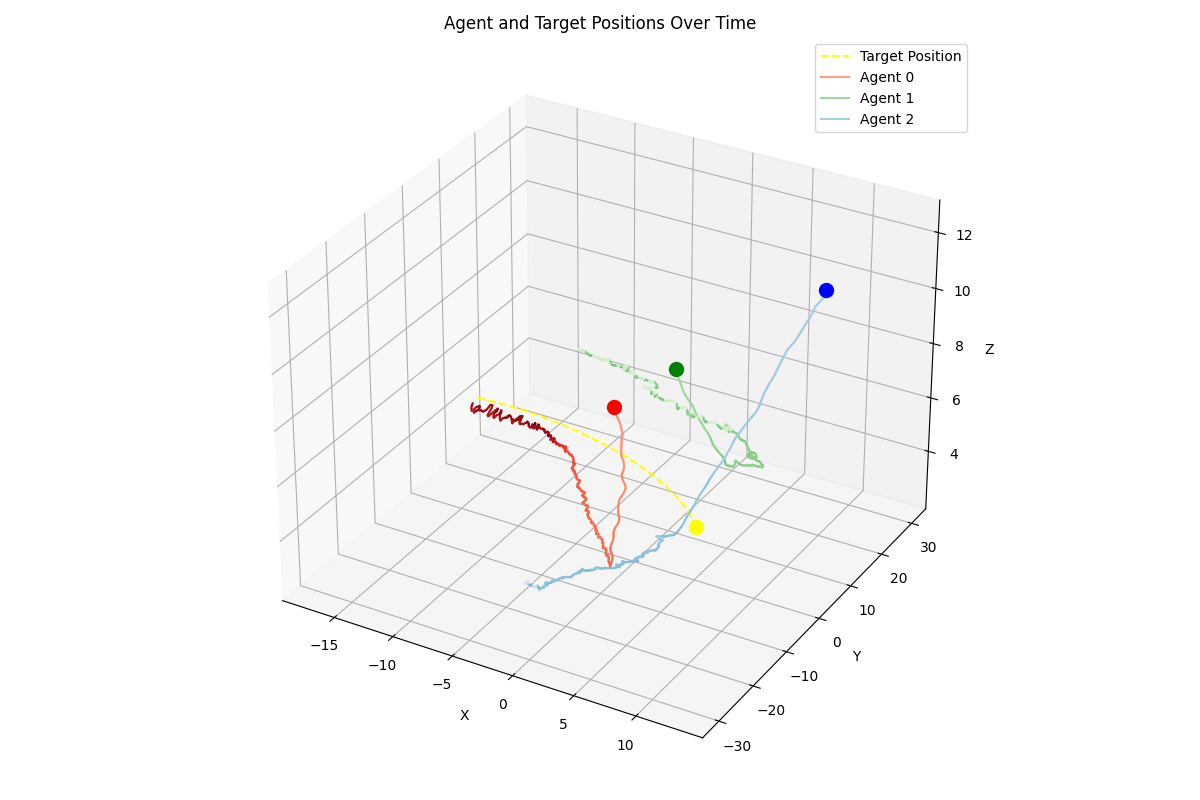 Agent and Target Positions Over Time
Target Position
Agent 0
Agent 1
Agent 2
12
10
8
6
4
Z
30
20
10
0
−10
−20
−30
Y
−15
−10
−5
0
5
10
X